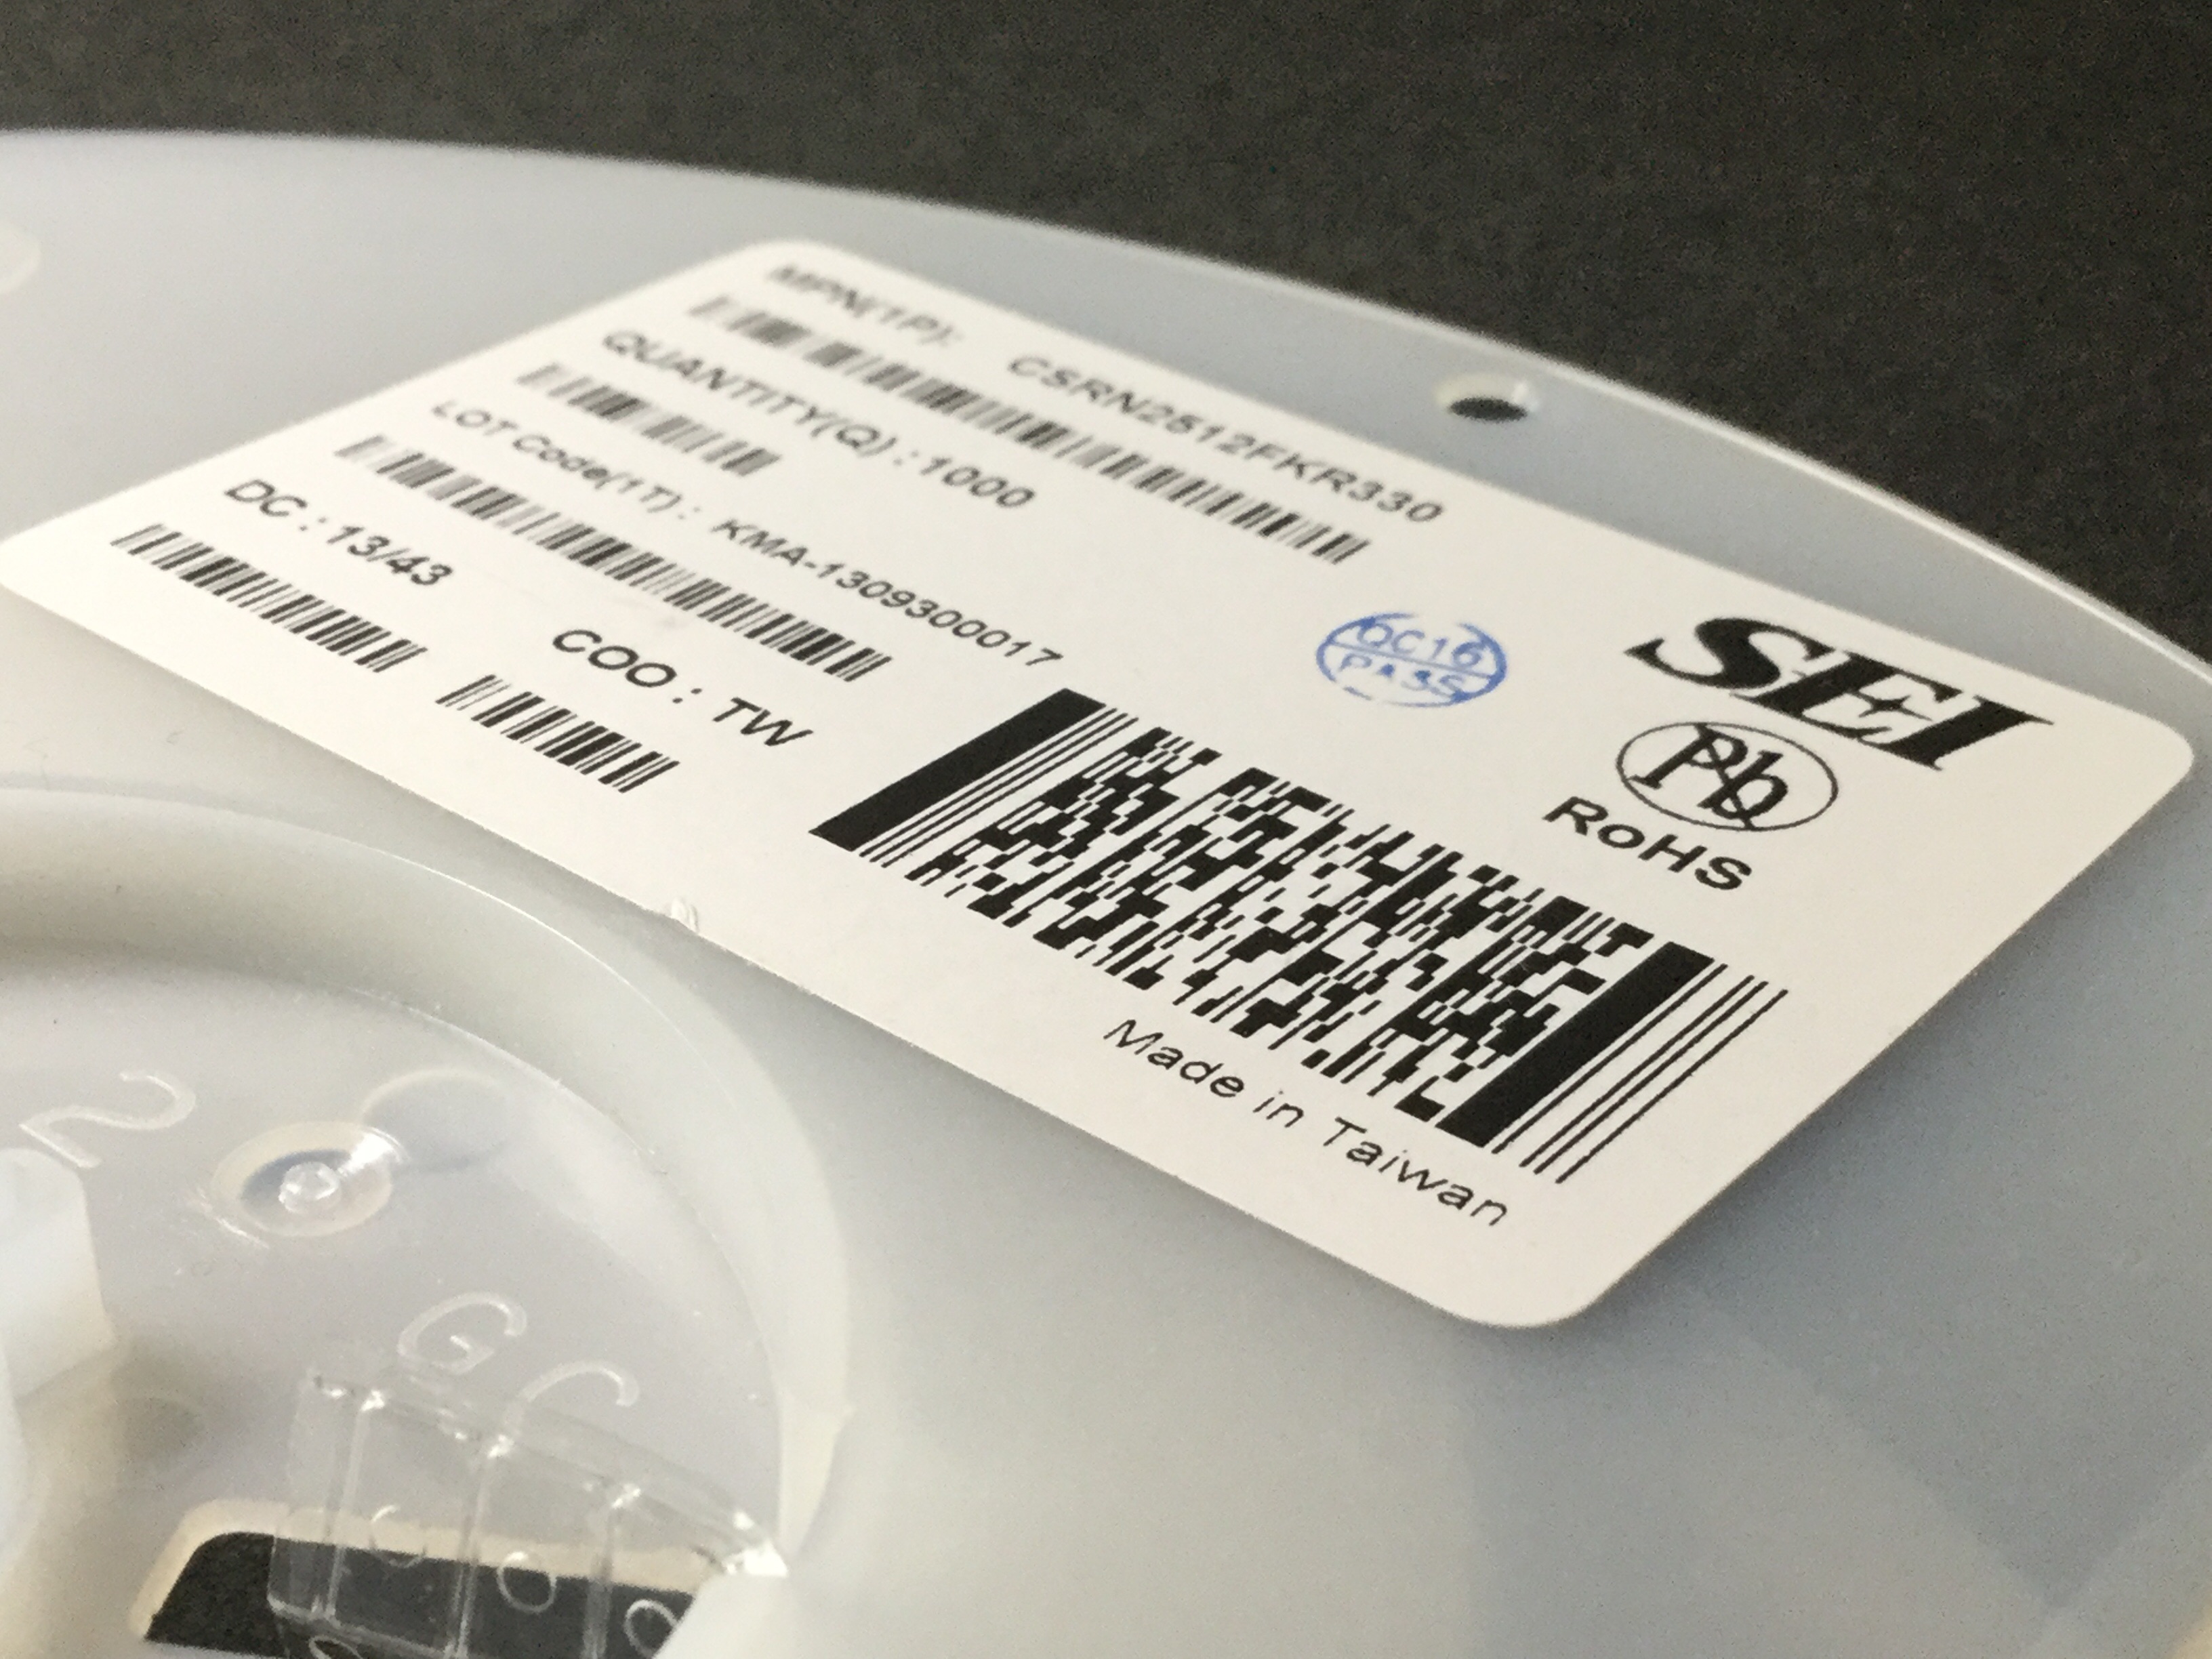 MPN(1P): CSRN2512FKR330
QUANTITY(Q) : 1000
LOT Code(1T) : KMA-1309300017
DC : 13/43
COO : TW
QC16
PASS
SEI
Pb
RoHS
Made in Taiwan
2
G C